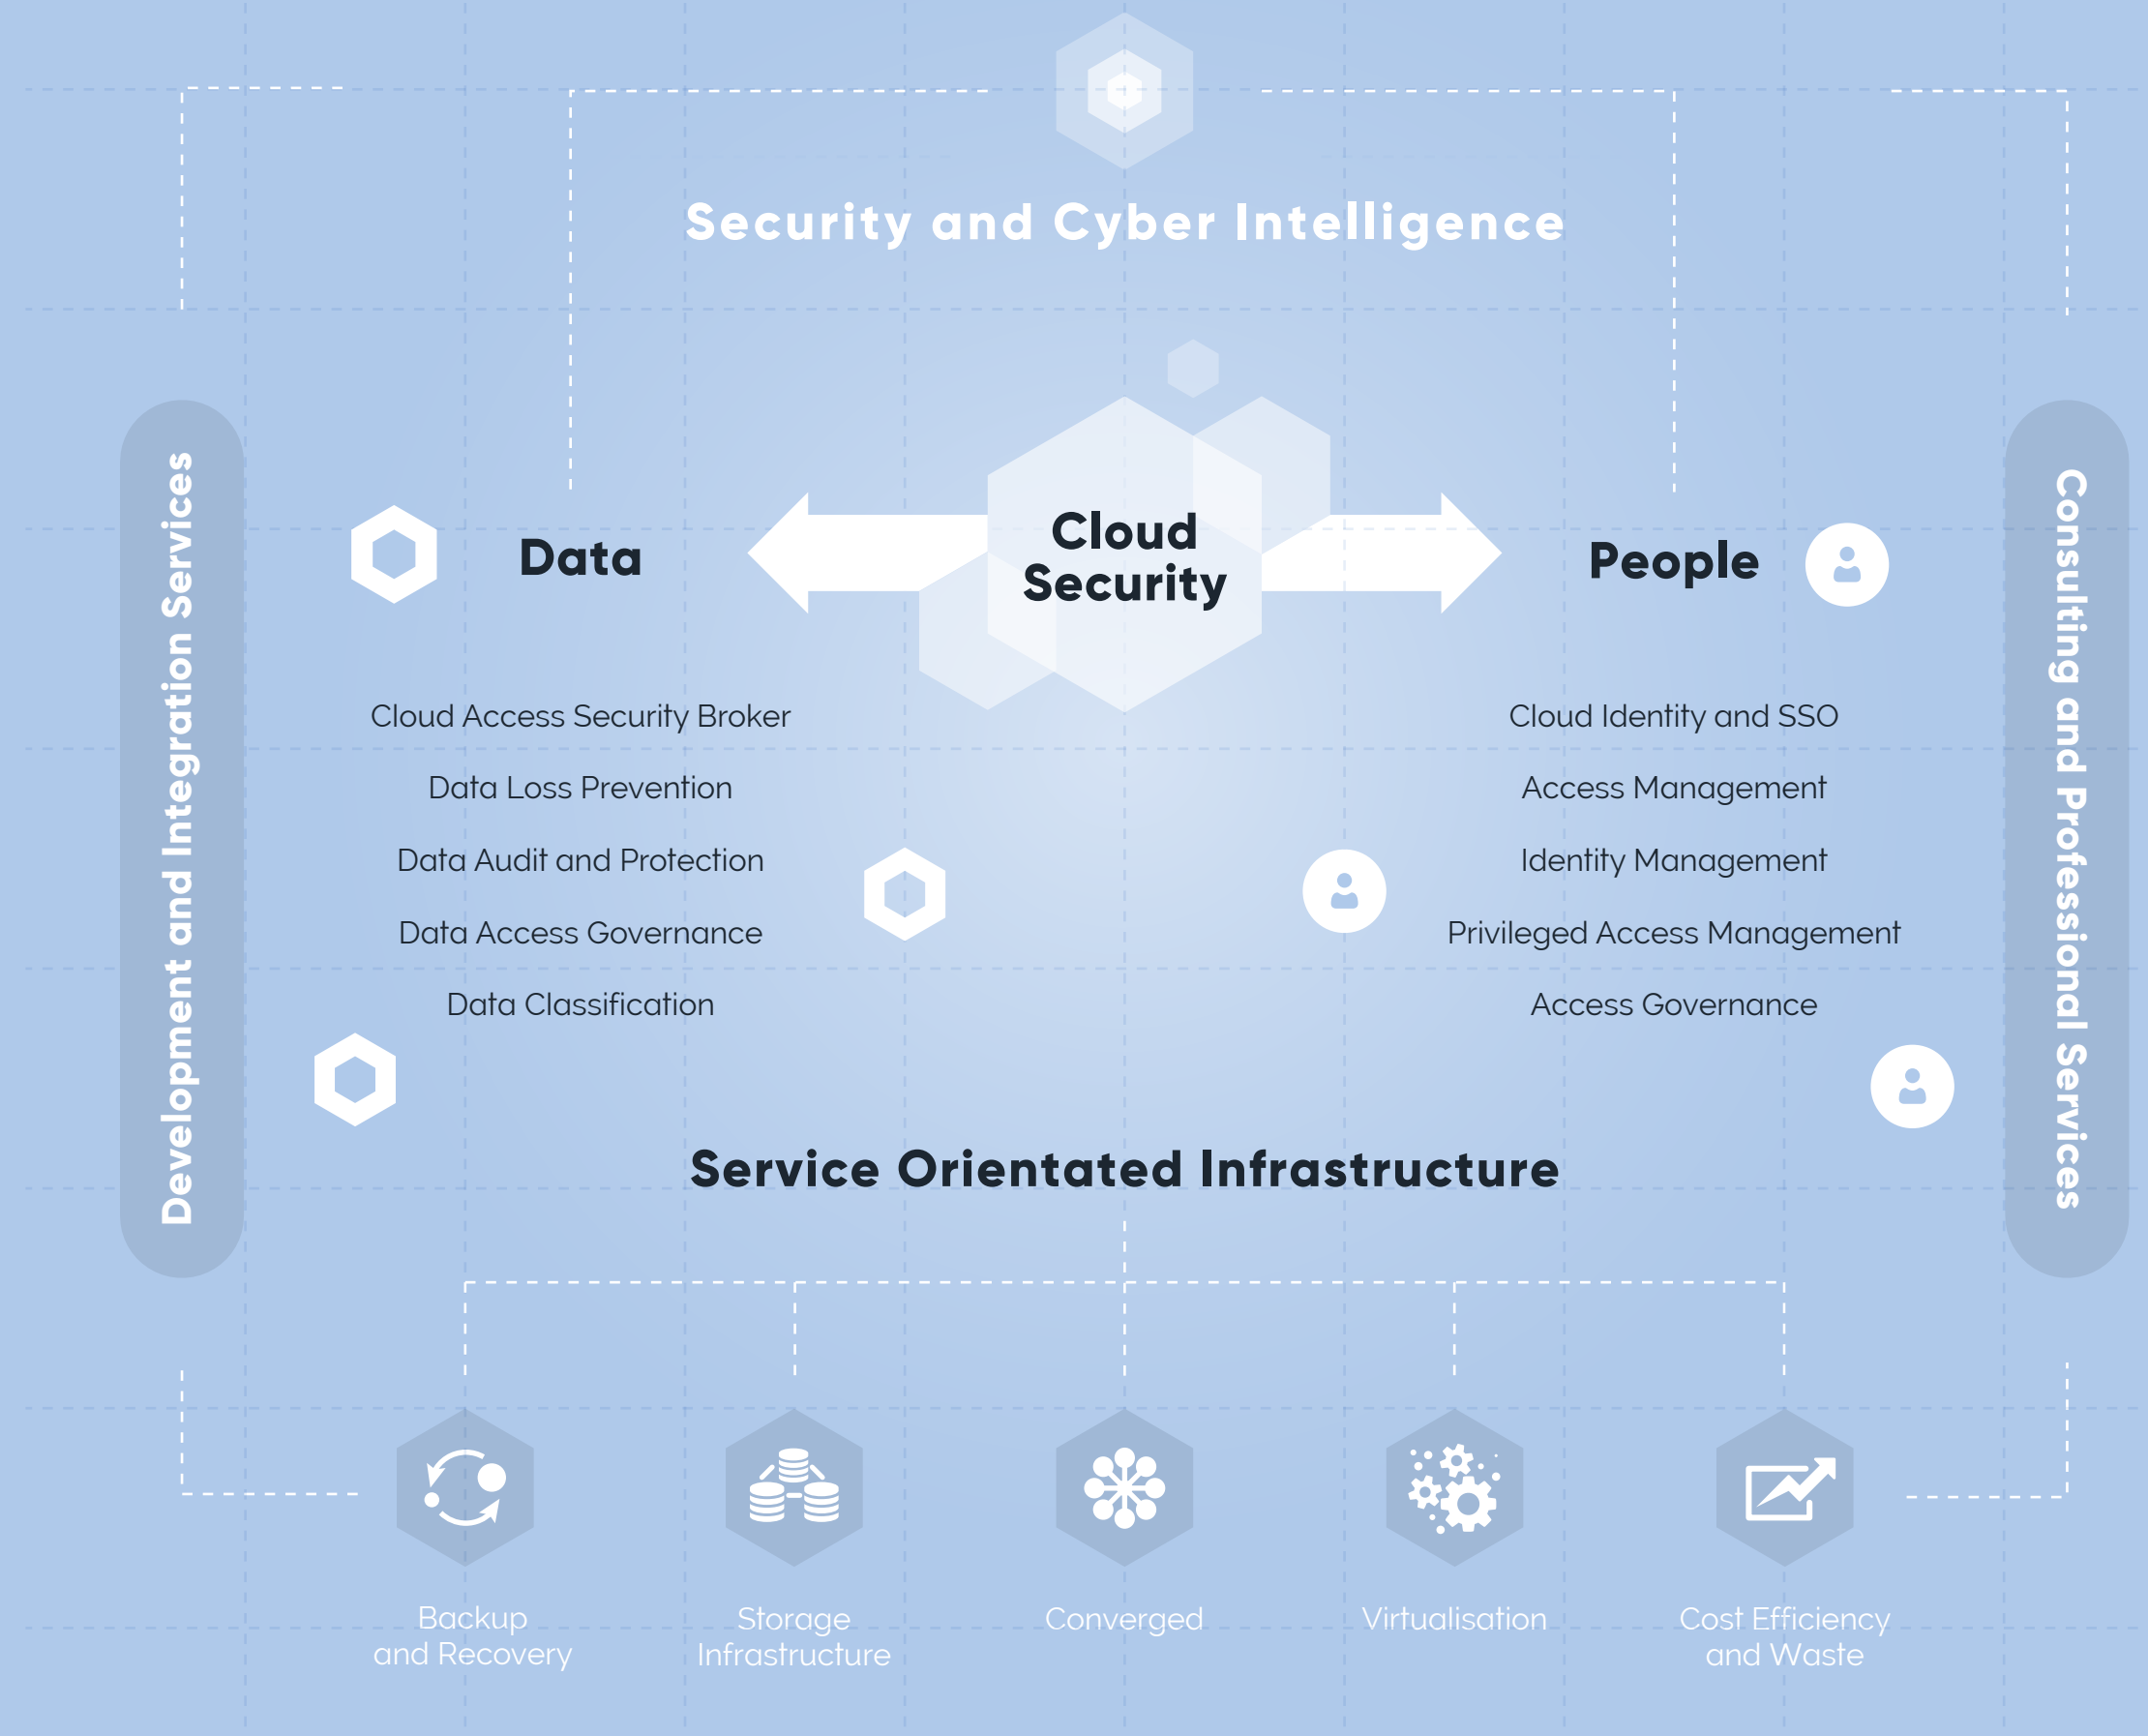 Security and Cyber Intelligence
Development and Integration Services
Data
Cloud
Security
People
Consulting and Professional Services
Cloud Access Security Broker
Data Loss Prevention
Data Audit and Protection
Data Access Governance
Data Classification
Cloud Identity and SSO
Access Management
Identity Management
Privileged Access Management
Access Governance
Service Orientated Infrastructure
Backup
and Recovery
Storage
Infrastructure
Converged
Virtualisation
Cost Efficiency
and Waste